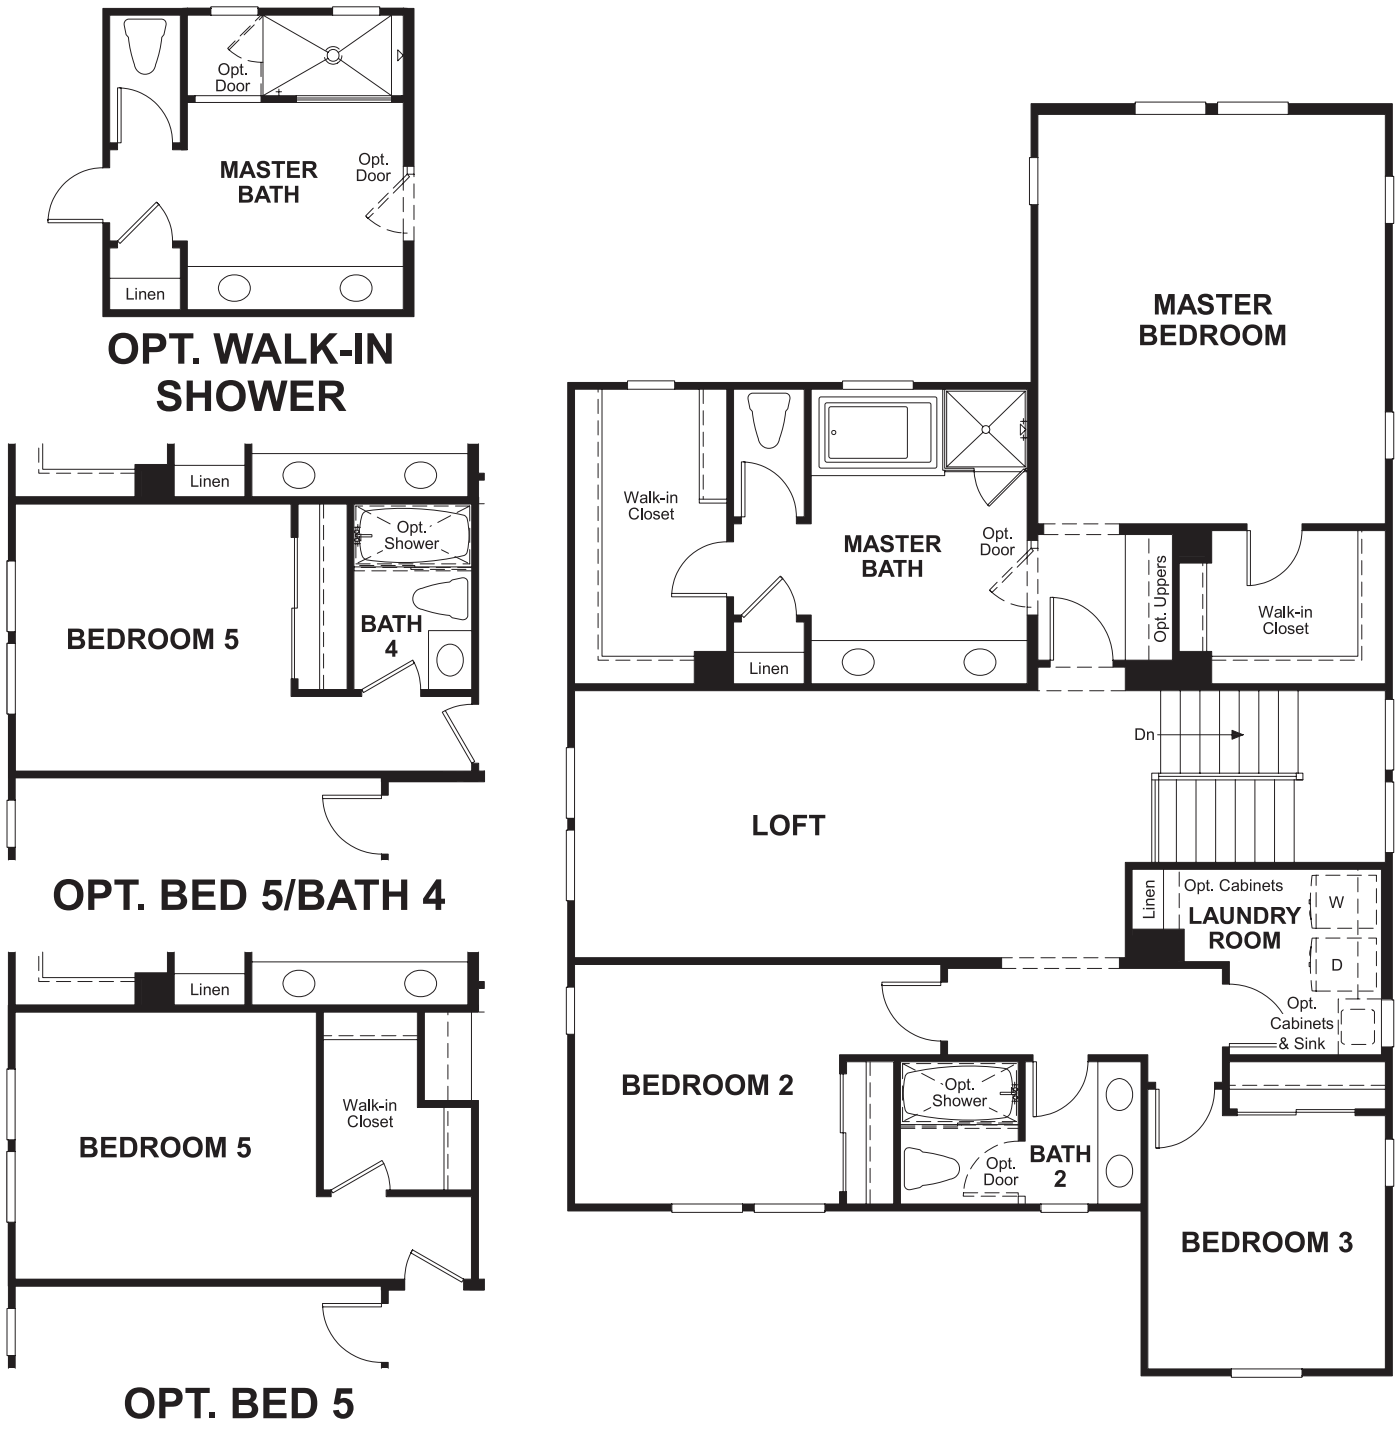 Opt.
Door
MASTER
BATH
Opt.
Door
Linen
OPT. WALK-IN
SHOWER
Linen
Opt.
Shower
BEDROOM 5
BATH
4
OPT. BED 5/BATH 4
Linen
Walk-in
Closet
BEDROOM 5
OPT. BED 5
MASTER
BEDROOM
Walk-in
Closet
MASTER
BATH
Opt.
Door
Opt. Uppers
Walk-in
Closet
Linen
Dn
LOFT
Linen
Opt. Cabinets
W
LAUNDRY
ROOM
D
Opt.
Cabinets
& Sink
BEDROOM 2
Opt.
Shower
Opt.
Door
BATH
2
BEDROOM 3